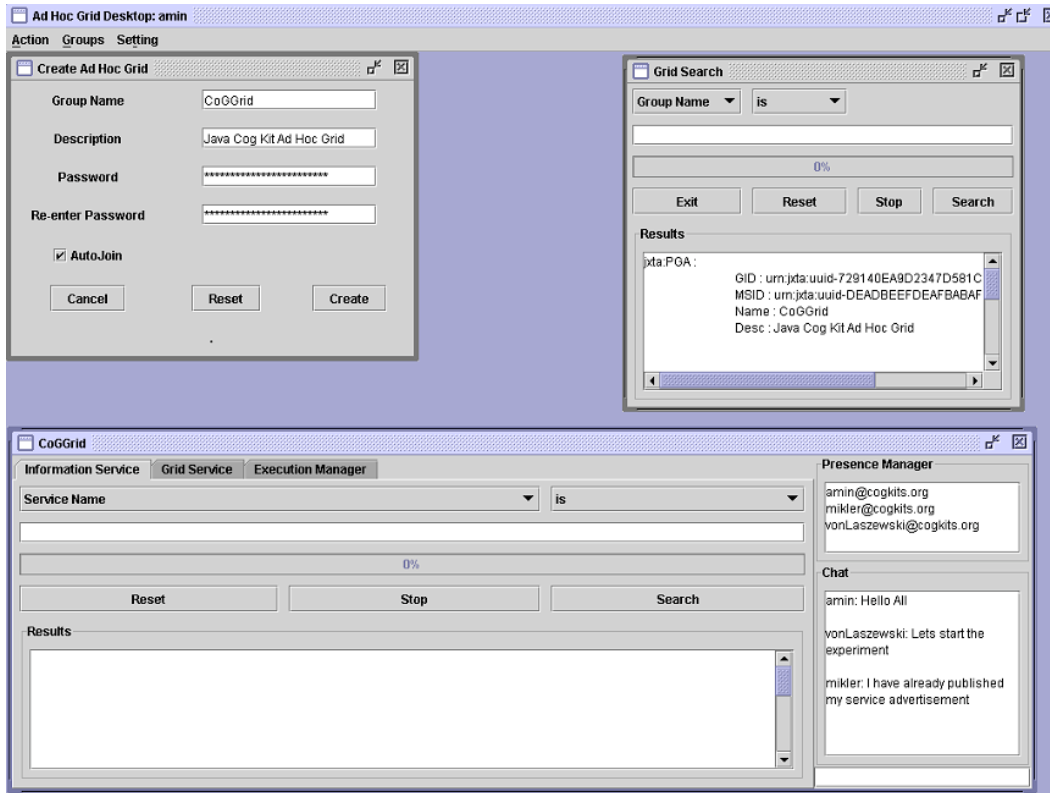 Ad Hoc Grid Desktop: amin
Action Groups Setting
Create Ad Hoc Grid
Group Name CoGGrid
Description Java Cog Kit Ad Hoc Grid
Password ************************
Re-enter Password ************************
AutoJoin
Cancel Reset Create
Grid Search
Group Name is
0%
Exit Reset Stop Search
Results
jxta:PGA :
GID : urn:jxta:uuid-729140EA9D2347D581C
MSID : urn:jxta:uuid-DEADBEEFDEAFBABAF
Name : CoGGrid
Desc : Java Cog Kit Ad Hoc Grid
CoGGrid
Information Service Grid Service Execution Manager
Service Name is
0%
Reset Stop Search
Results
Presence Manager
amin@cogkits.org
mikler@cogkits.org
vonLaszewski@cogkits.org
Chat
amin: Hello All
vonLaszewski: Lets start the
experiment
mikler: I have already published
my service advertisement